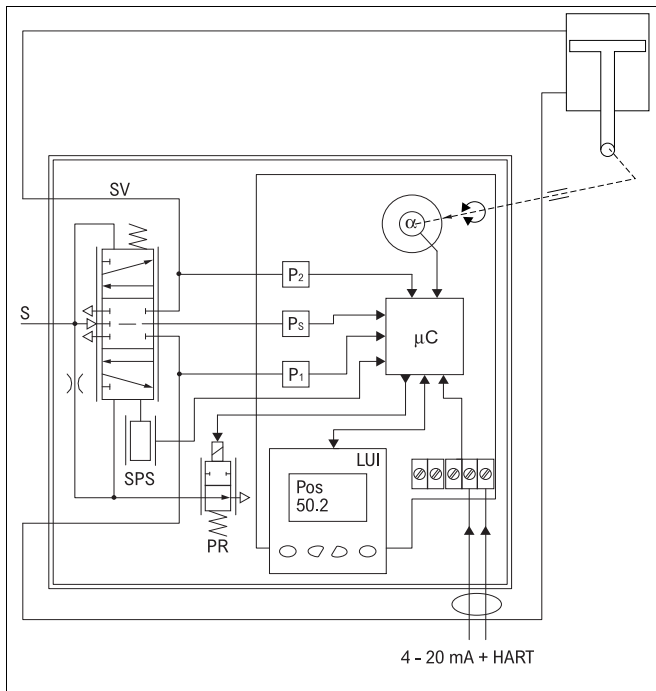 SV
α
P2
S
PS
μC
P1
SPS
LUI
Pos
50.2
PR
4 - 20 mA + HART